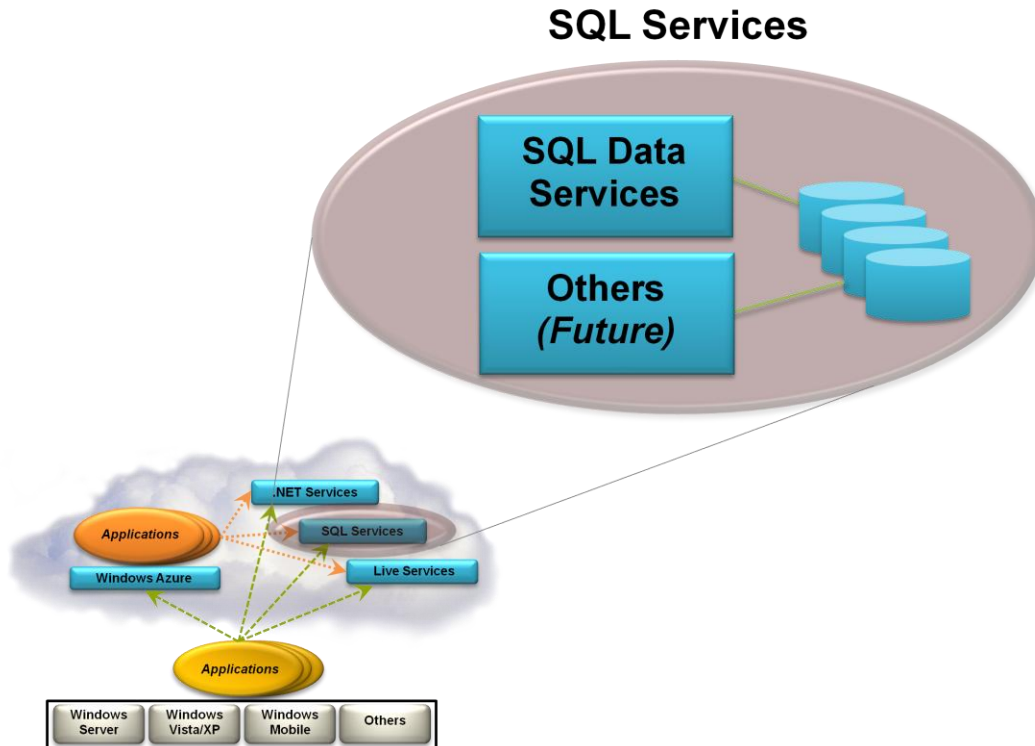 SQL Services
SQL Data
Services
Others
(Future)
.NET Services
Applications
SQL Services
Windows Azure
Live Services
Applications
Windows
Server
Windows
Vista/XP
Windows
Mobile
Others